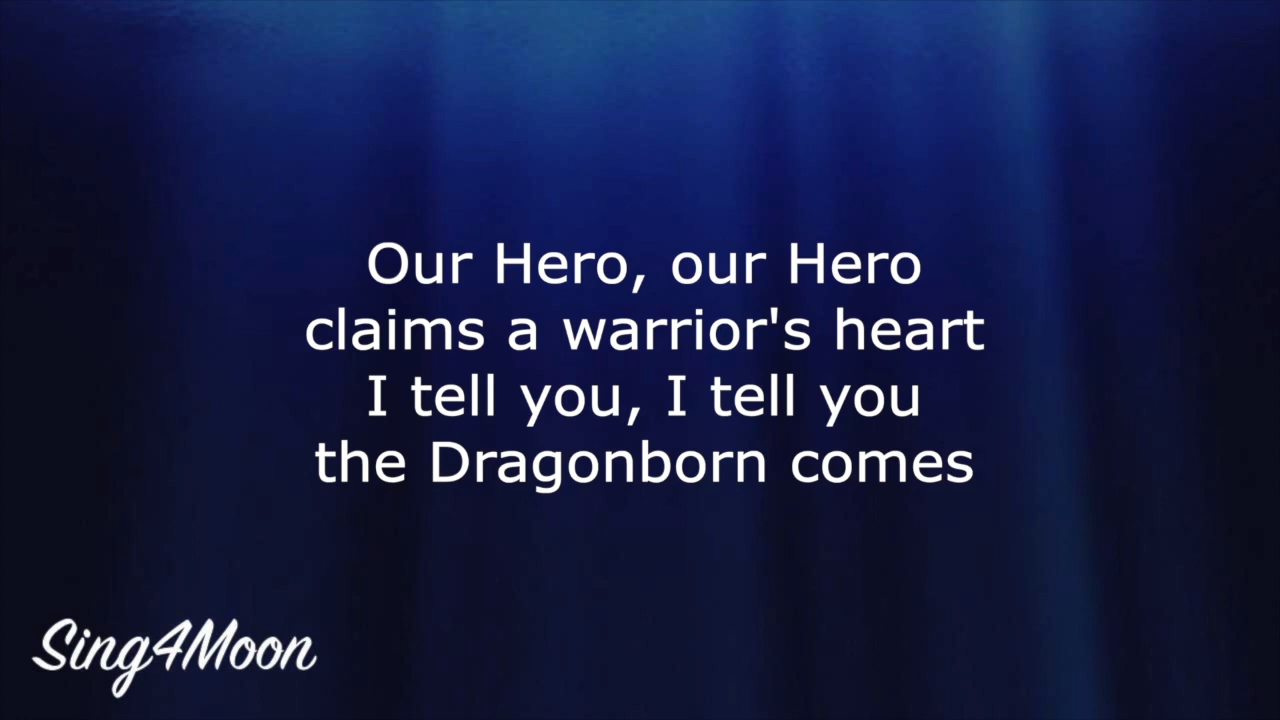 Our Hero, our Hero
claims a warrior's heart
I tell you, I tell you
the Dragonborn comes
Sing4Moon